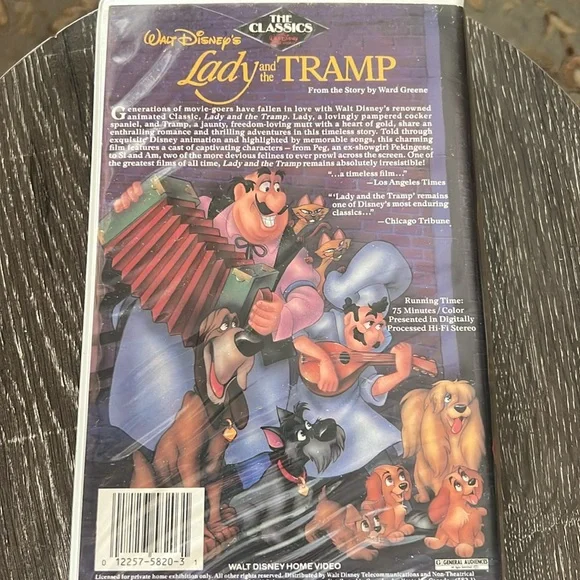 THE
CLASSICS
WALT DISNEY'S
Lady and the TRAMP
From the Story by Ward Greene
Generations of movie-goers have fallen in love with Walt Disney's renowned
animated Classic, Lady and the Tramp. Lady, a lovingly pampered cocker
spaniel, and Tramp, a jaunty, freedom-loving mutt with a heart of gold, share an
enthralling romance and thrilling adventures in this timeless story. Told through
exquisite Disney animation and highlighted by memorable songs, this charming
film features a cast of captivating characters – from Peg, an ex-showgirl Pekingese,
to Si and Am, two of the more devious felines to ever prowl across the screen. One of
the greatest films of all time, Lady and the Tramp remains absolutely irresistible!
"...a timeless film..."
—Los Angeles Times
"'Lady and the Tramp' remains
one of Disney's most enduring
classics..."
—Chicago Tribune
Running Time:
75 Minutes / Color
Presented in Digitally
Processed Hi-Fi Stereo
0 12257-5820-3 1
WALT DISNEY HOME VIDEO
G GENERAL AUDIENCES
Licensed for private home exhibition only. All other rights reserved. Distributed by Walt Disney Telecommunications and Non-Theatrical